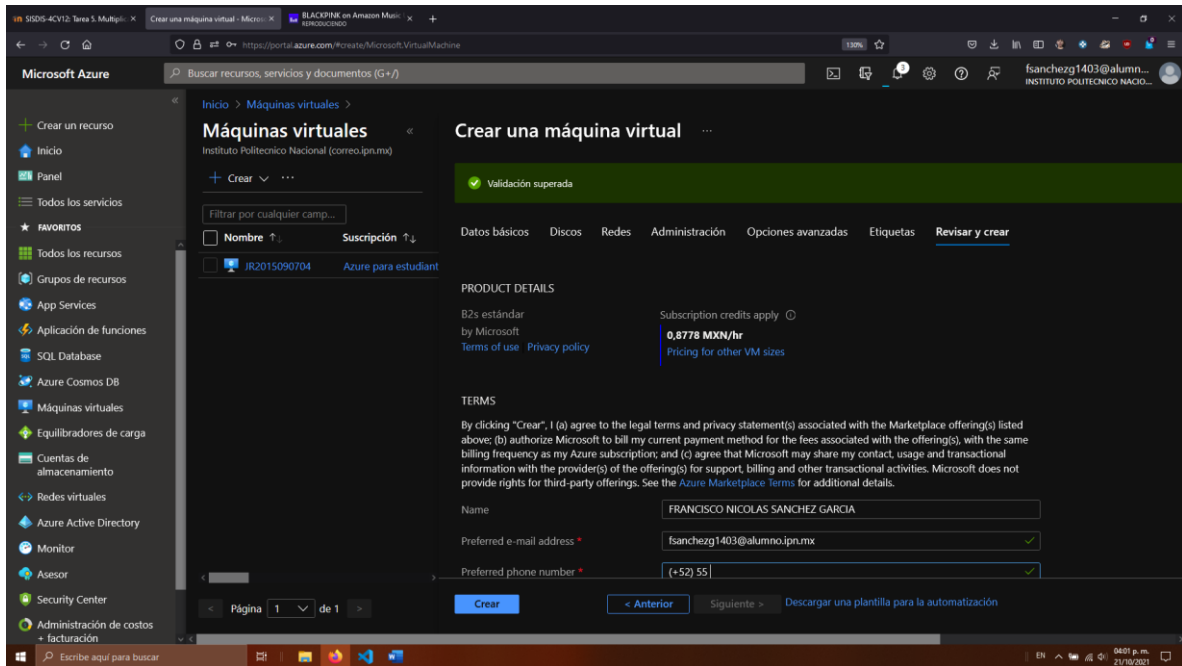 SISDIS-4CV12: Tarea 5. Multiplic
Crear una máquina virtual - Micros
BLACKPINK on Amazon Music
REPRODUCIENDO
https://portal.azure.com/#create/Microsoft.VirtualMachine
130%
Microsoft Azure
Buscar recursos, servicios y documentos (G+/)
3
fsanchezg1403@alumn...
INSTITUTO POLITECNICO NACIO...
Crear un recurso
Inicio
Panel
Todos los servicios
FAVORITOS
Todos los recursos
Grupos de recursos
App Services
Aplicación de funciones
SQL Database
Azure Cosmos DB
Máquinas virtuales
Equilibradores de carga
Cuentas de
almacenamiento
Redes virtuales
Azure Active Directory
Monitor
Asesor
Security Center
Administración de costos
+ facturación
Inicio > Máquinas virtuales >
Máquinas virtuales
Instituto Politecnico Nacional (correo.ipn.mx)
+ Crear ...
Filtrar por cualquier camp...
Nombre ↑↓ Suscripción ↑↓
JR2015090704 Azure para estudiant
< Página 1 de 1 >
Crear una máquina virtual ...
Validación superada
Datos básicos Discos Redes Administración Opciones avanzadas Etiquetas Revisar y crear
PRODUCT DETAILS
B2s estándar
by Microsoft
Terms of use Privacy policy
Subscription credits apply
0,8778 MXN/hr
Pricing for other VM sizes
TERMS
By clicking "Crear", I (a) agree to the legal terms and privacy statement(s) associated with the Marketplace offering(s) listed
above; (b) authorize Microsoft to bill my current payment method for the fees associated with the offering(s), with the same
billing frequency as my Azure subscription; and (c) agree that Microsoft may share my contact, usage and transactional
information with the provider(s) of the offering(s) for support, billing and other transactional activities. Microsoft does not
provide rights for third-party offerings. See the Azure Marketplace Terms for additional details.
Name FRANCISCO NICOLAS SANCHEZ GARCIA
Preferred e-mail address * fsanchezg1403@alumno.ipn.mx
Preferred phone number * (+52) 55
Crear < Anterior Siguiente > Descargar una plantilla para la automatización
Escribe aquí para buscar
EN
04:01 p. m.
21/10/2021